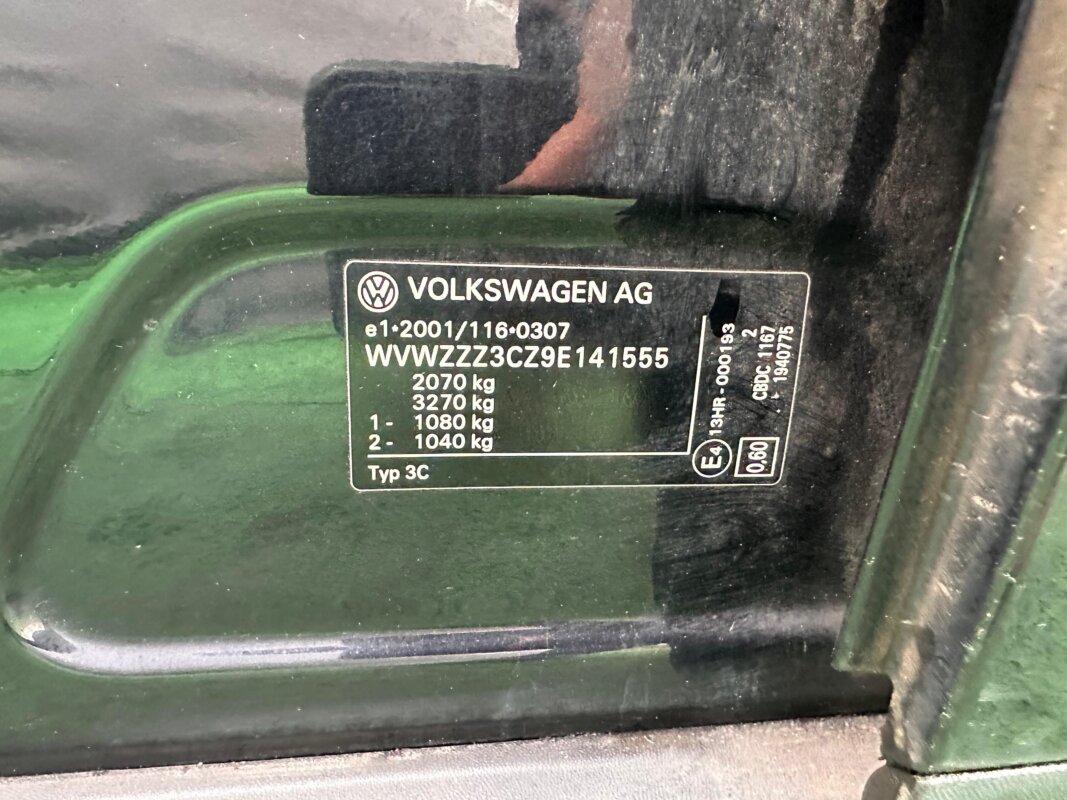 VOLKSWAGEN AG
e1*2001/116*0307
WVWZZZ3CZ9E141555
2070 kg
3270 kg
1- 1080 kg
2- 1040 kg
Typ 3C
E4 13HR-000193
0.60
2
CBDC 1167
1940775